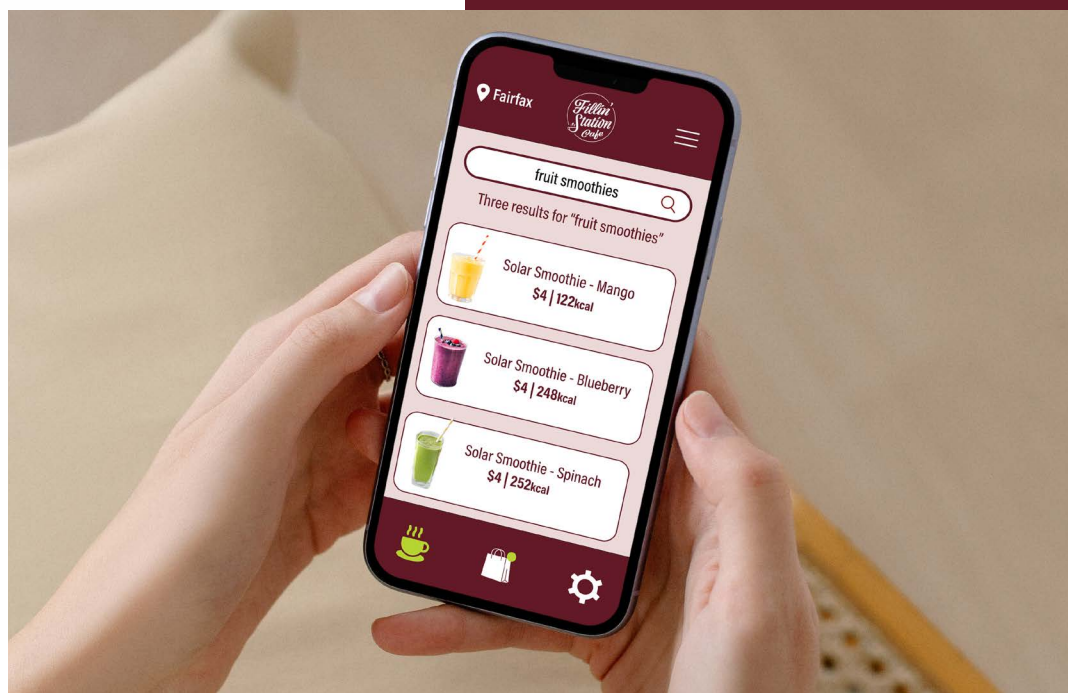 Fairfax
Fillin'
Station
Cafe
fruit smoothies
Three results for "fruit smoothies"
Solar Smoothie - Mango
$4 | 122kcal
Solar Smoothie - Blueberry
$4 | 248kcal
Solar Smoothie - Spinach
$4 | 252kcal